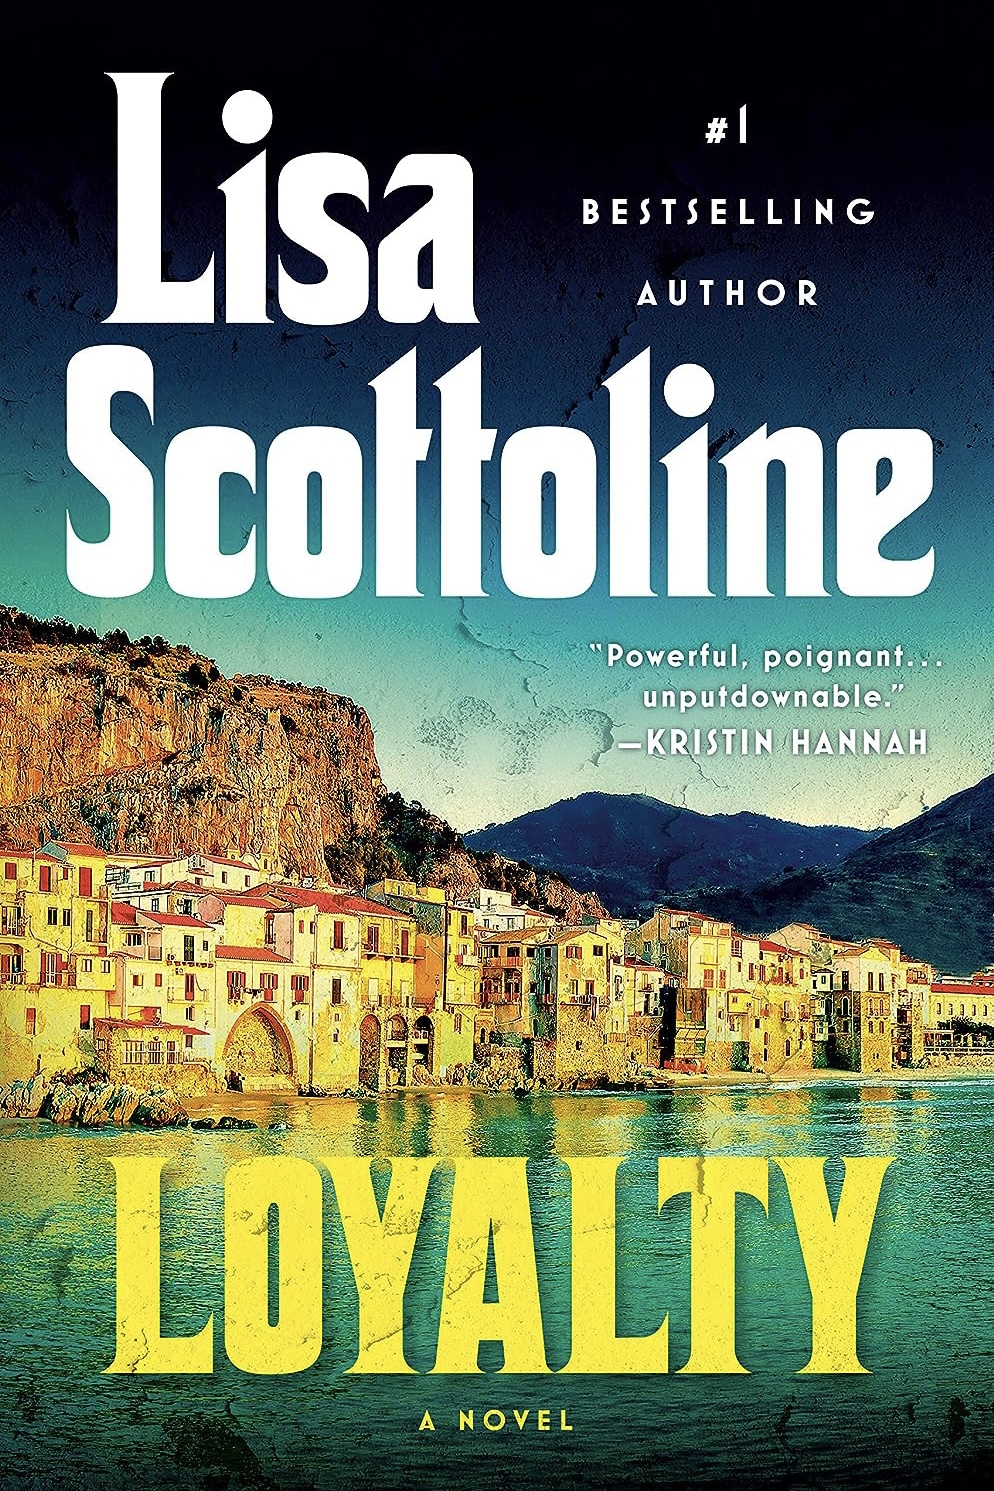 Lisa
Scottoline
#1
BESTSELLING
AUTHOR
“Powerful, poignant...
unputdownable.”
—KRISTIN HANNAH
LOYALTY
A NOVEL